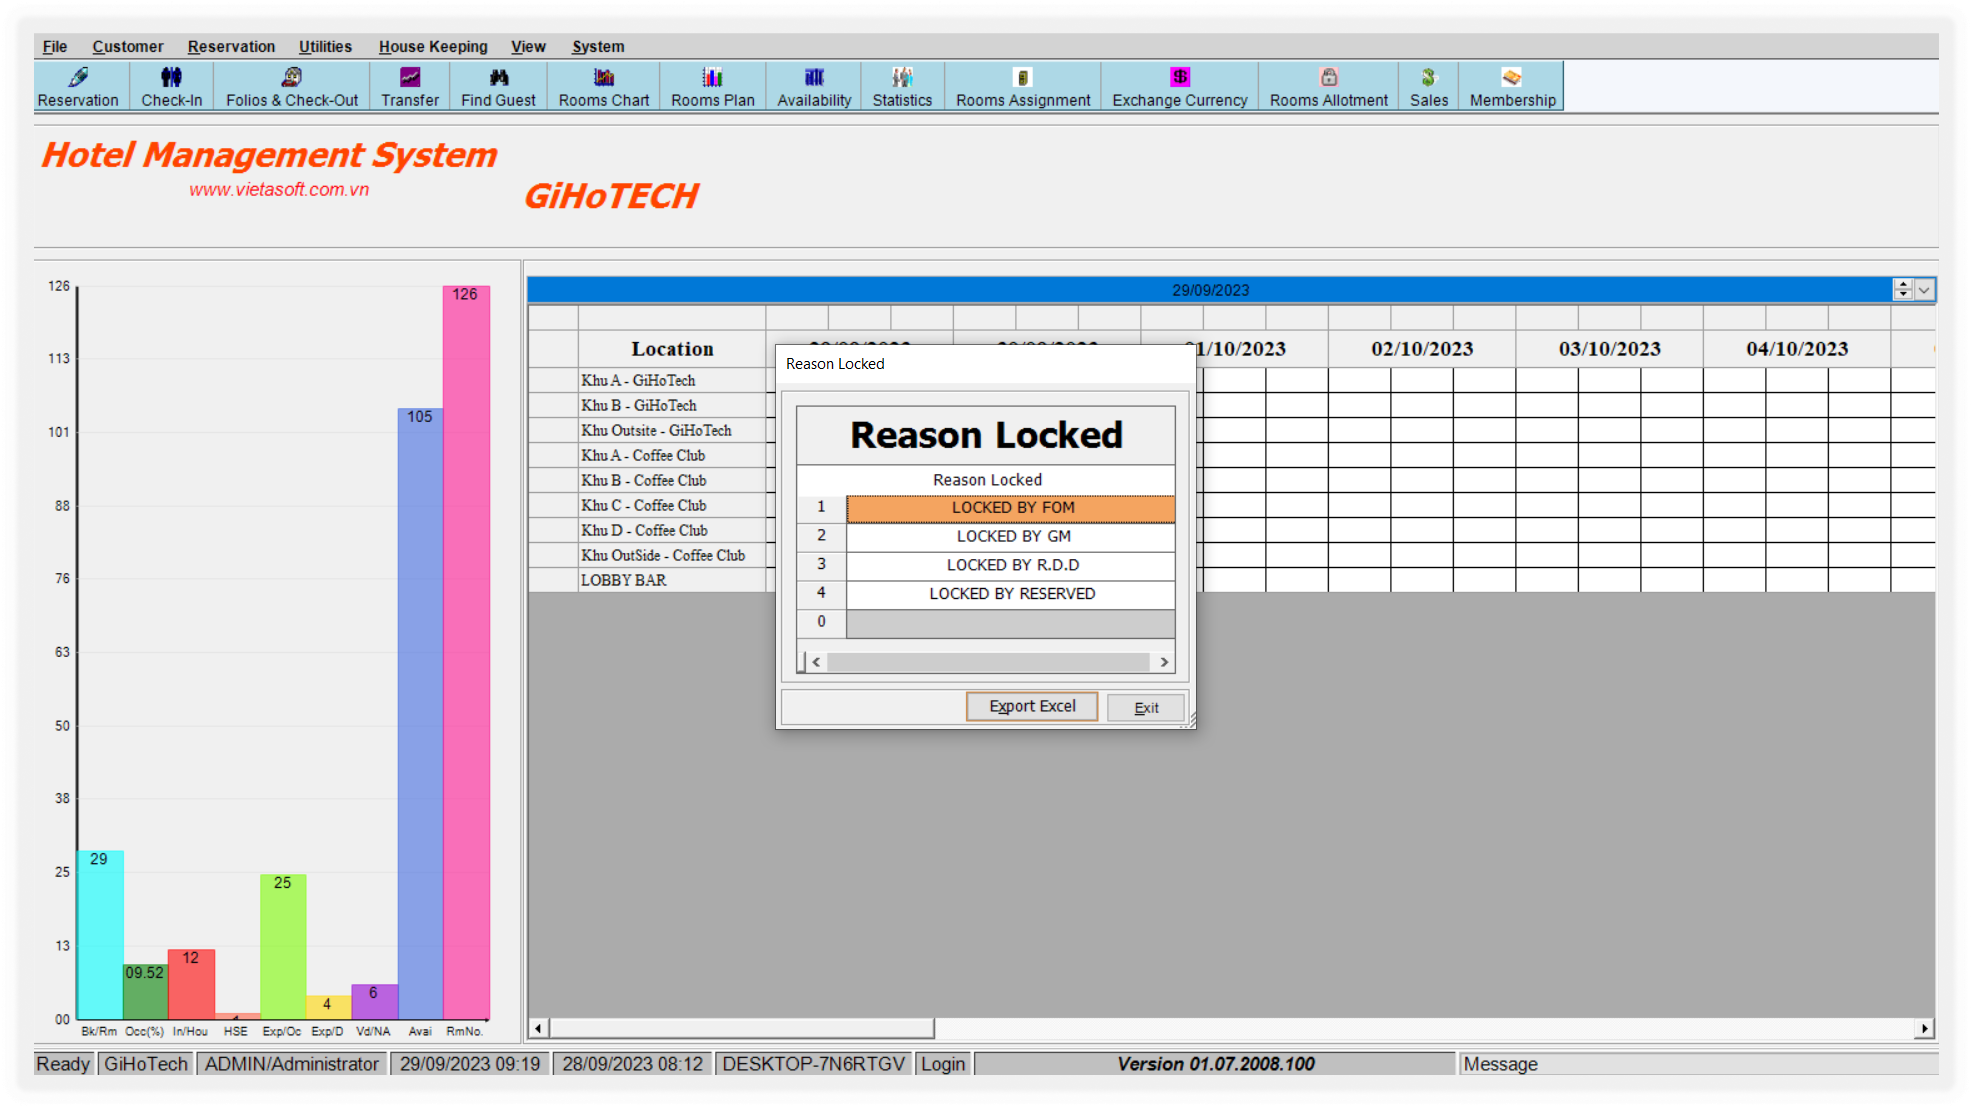 File Customer Reservation Utilities House Keeping View System
Reservation Check-In Folios & Check-Out Transfer Find Guest Rooms Chart Rooms Plan Availability Statistics Rooms Assignment Exchange Currency Rooms Allotment Sales Membership
Hotel Management System
www.vietasoft.com.vn
GiHoTECH
126
113
101
88
76
63
50
38
25
13
00
29
09.52
12
25
4
6
105
126
Bk/Rm Occ(%) In/Hou HSE Exp/Oc Exp/D Vd/NA Avai RmNo.
29/09/2023
Location 1/10/2023 02/10/2023 03/10/2023 04/10/2023
Khu A - GiHoTech
Khu B - GiHoTech
Khu Outsite - GiHoTech
Khu A - Coffee Club
Khu B - Coffee Club
Khu C - Coffee Club
Khu D - Coffee Club
Khu OutSide - Coffee Club
LOBBY BAR
Reason Locked
Reason Locked
Reason Locked
1 LOCKED BY FOM
2 LOCKED BY GM
3 LOCKED BY R.D.D
4 LOCKED BY RESERVED
0
Export Excel Exit
Ready GiHoTech ADMIN/Administrator 29/09/2023 09:19 28/09/2023 08:12 DESKTOP-7N6RTGV Login Version 01.07.2008.100 Message